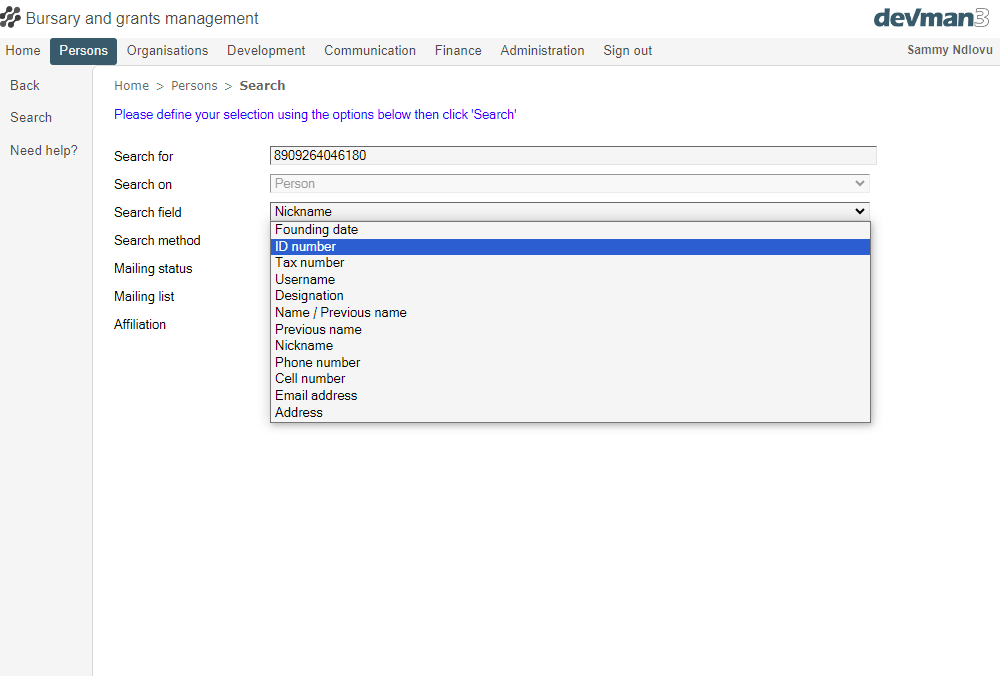 Bursary and grants management
devman3
Home Persons Organisations Development Communication Finance Administration Sign out Sammy Ndlovu
Back
Search
Need help?
Home > Persons > Search
Please define your selection using the options below then click 'Search'
Search for 8909264046180
Search on Person
Search field Nickname
Search method
Mailing status
Mailing list
Affiliation
Founding date
ID number
Tax number
Username
Designation
Name / Previous name
Previous name
Nickname
Phone number
Cell number
Email address
Address